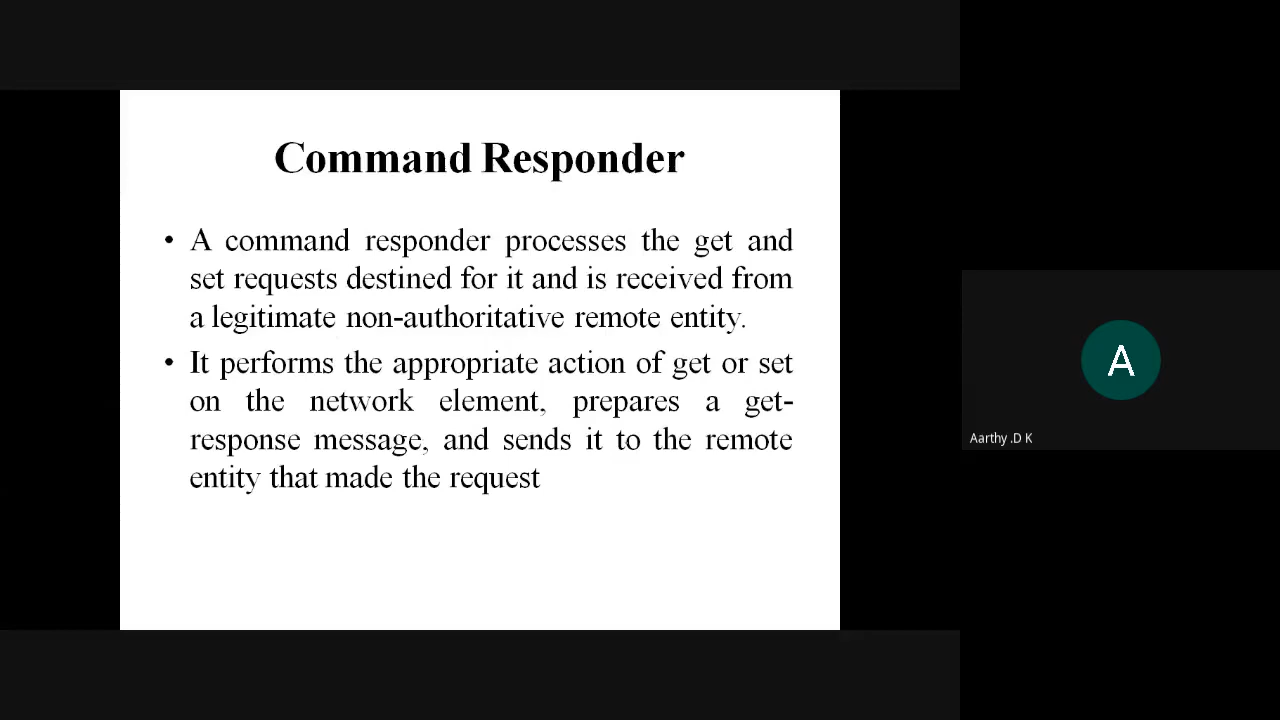 Command Responder
• A command responder processes the get and
set requests destined for it and is received from
a legitimate non-authoritative remote entity.
• It performs the appropriate action of get or set
on the network element, prepares a get-
response message, and sends it to the remote
entity that made the request
A
Aarthy .D K